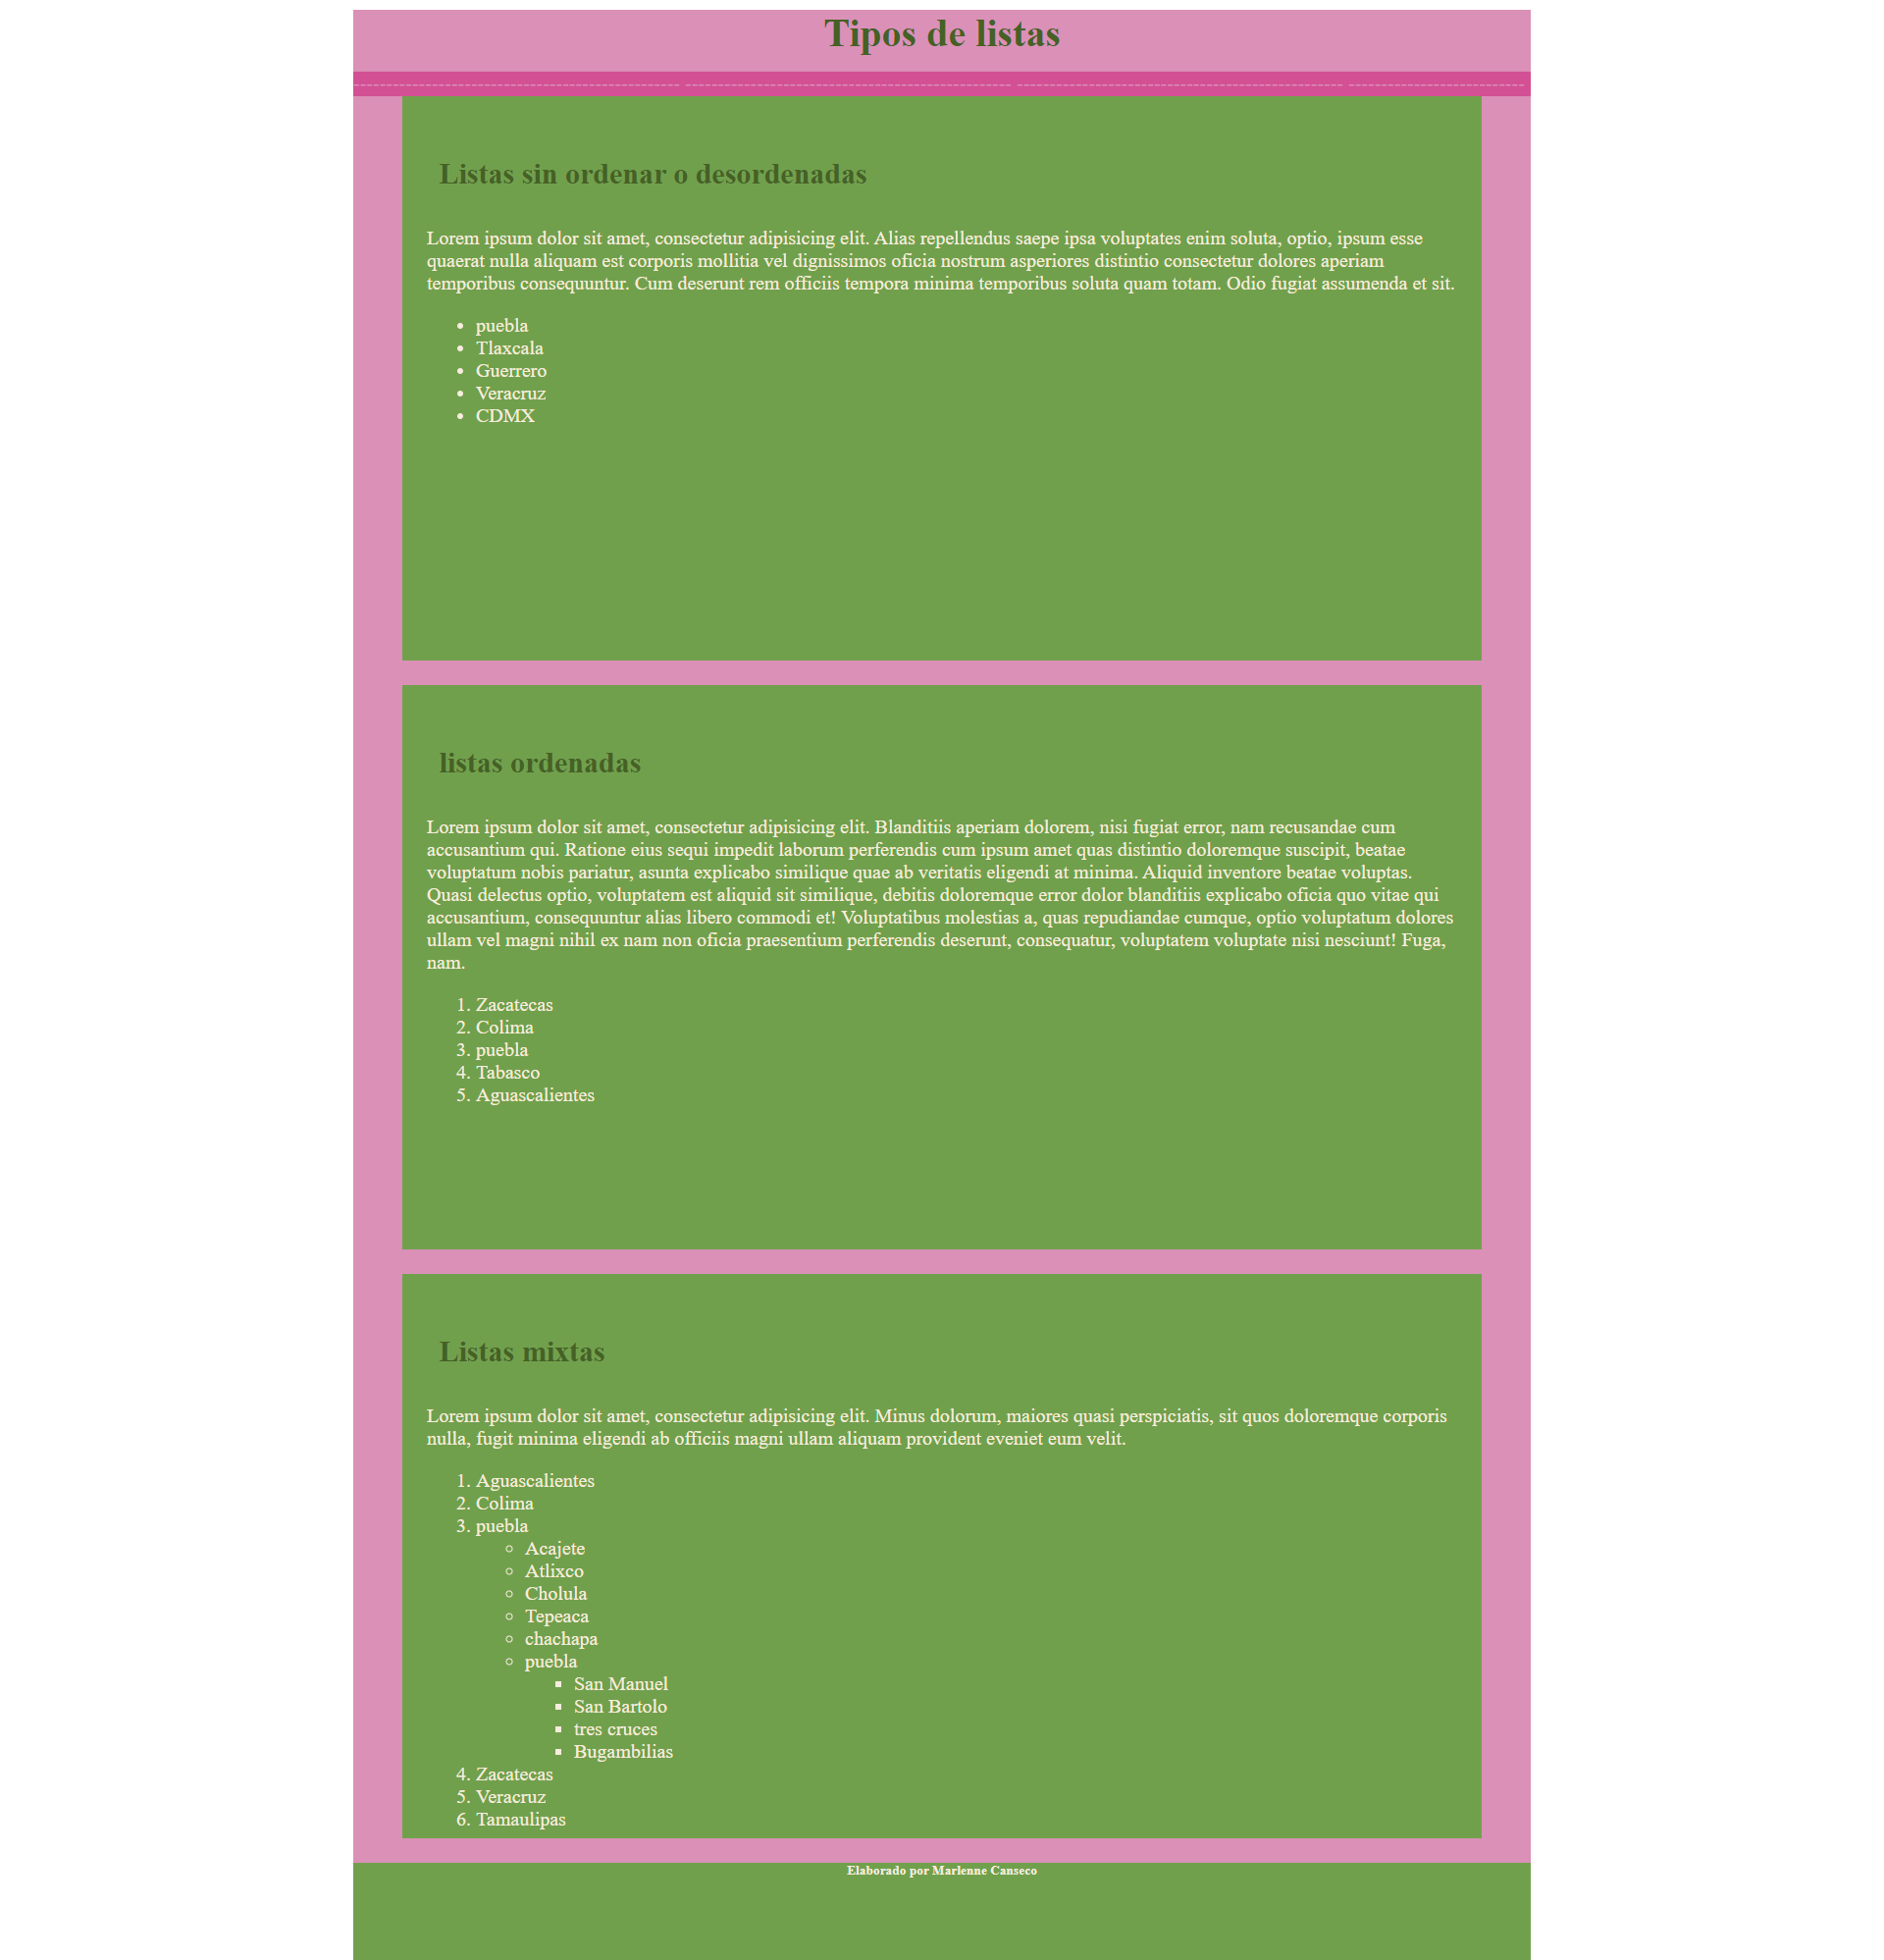 Tipos de listas
-------------------------------------------------- -------------------------------------------------- -------------------------------------------------- ---------------------------
Listas sin ordenar o desordenadas
Lorem ipsum dolor sit amet, consectetur adipisicing elit. Alias repellendus saepe ipsa voluptates enim soluta, optio, ipsum esse
quaerat nulla aliquam est corporis mollitia vel dignissimos oficia nostrum asperiores distintio consectetur dolores aperiam
temporibus consequuntur. Cum deserunt rem officiis tempora minima temporibus soluta quam totam. Odio fugiat assumenda et sit.
• puebla
• Tlaxcala
• Guerrero
• Veracruz
• CDMX
listas ordenadas
Lorem ipsum dolor sit amet, consectetur adipisicing elit. Blanditiis aperiam dolorem, nisi fugiat error, nam recusandae cum
accusantium qui. Ratione eius sequi impedit laborum perferendis cum ipsum amet quas distintio doloremque suscipit, beatae
voluptatum nobis pariatur, asunta explicabo similique quae ab veritatis eligendi at minima. Aliquid inventore beatae voluptas.
Quasi delectus optio, voluptatem est aliquid sit similique, debitis doloremque error dolor blanditiis explicabo oficia quo vitae qui
accusantium, consequuntur alias libero commodi et! Voluptatibus molestias a, quas repudiandae cumque, optio voluptatum dolores
ullam vel magni nihil ex nam non oficia praesentium perferendis deserunt, consequatur, voluptatem voluptate nisi nesciunt! Fuga,
nam.
1. Zacatecas
2. Colima
3. puebla
4. Tabasco
5. Aguascalientes
Listas mixtas
Lorem ipsum dolor sit amet, consectetur adipisicing elit. Minus dolorum, maiores quasi perspiciatis, sit quos doloremque corporis
nulla, fugit minima eligendi ab officiis magni ullam aliquam provident eveniet eum velit.
1. Aguascalientes
2. Colima
3. puebla
◦ Acajete
◦ Atlixco
◦ Cholula
◦ Tepeaca
◦ chachapa
◦ puebla
▪ San Manuel
▪ San Bartolo
▪ tres cruces
▪ Bugambilias
4. Zacatecas
5. Veracruz
6. Tamaulipas
Elaborado por Marlenne Canseco